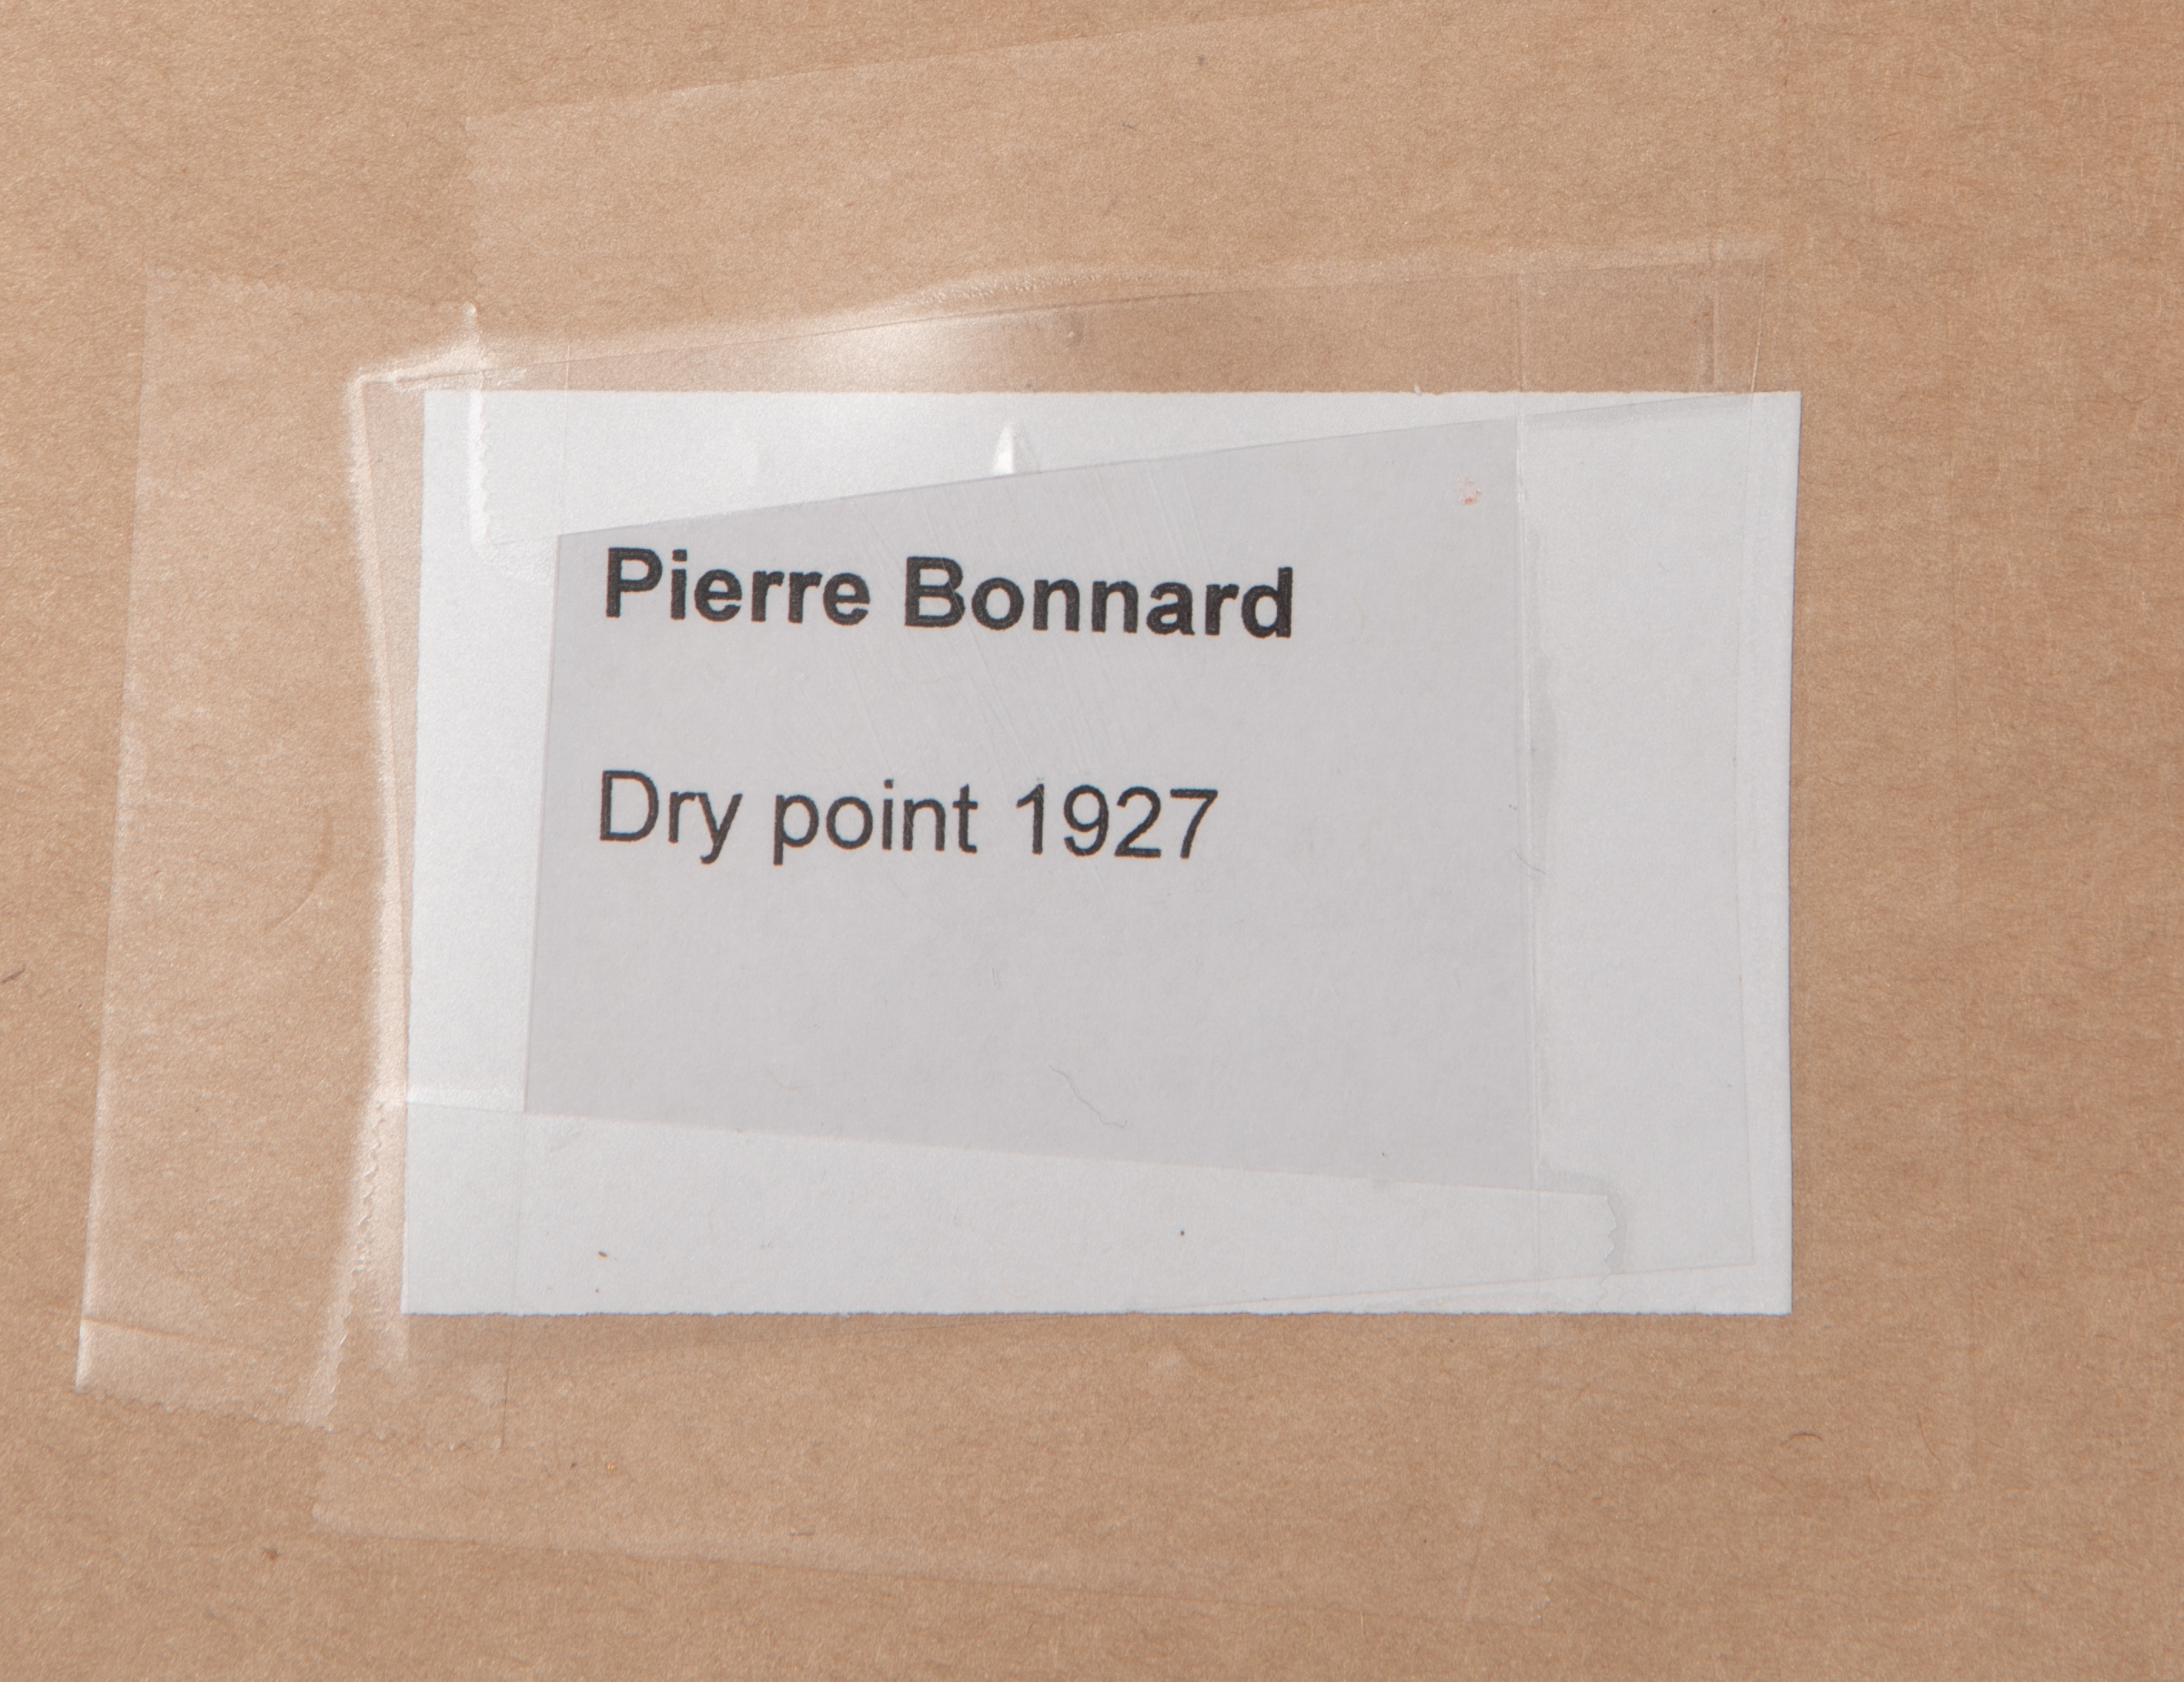 Pierre Bonnard
Dry point 1927